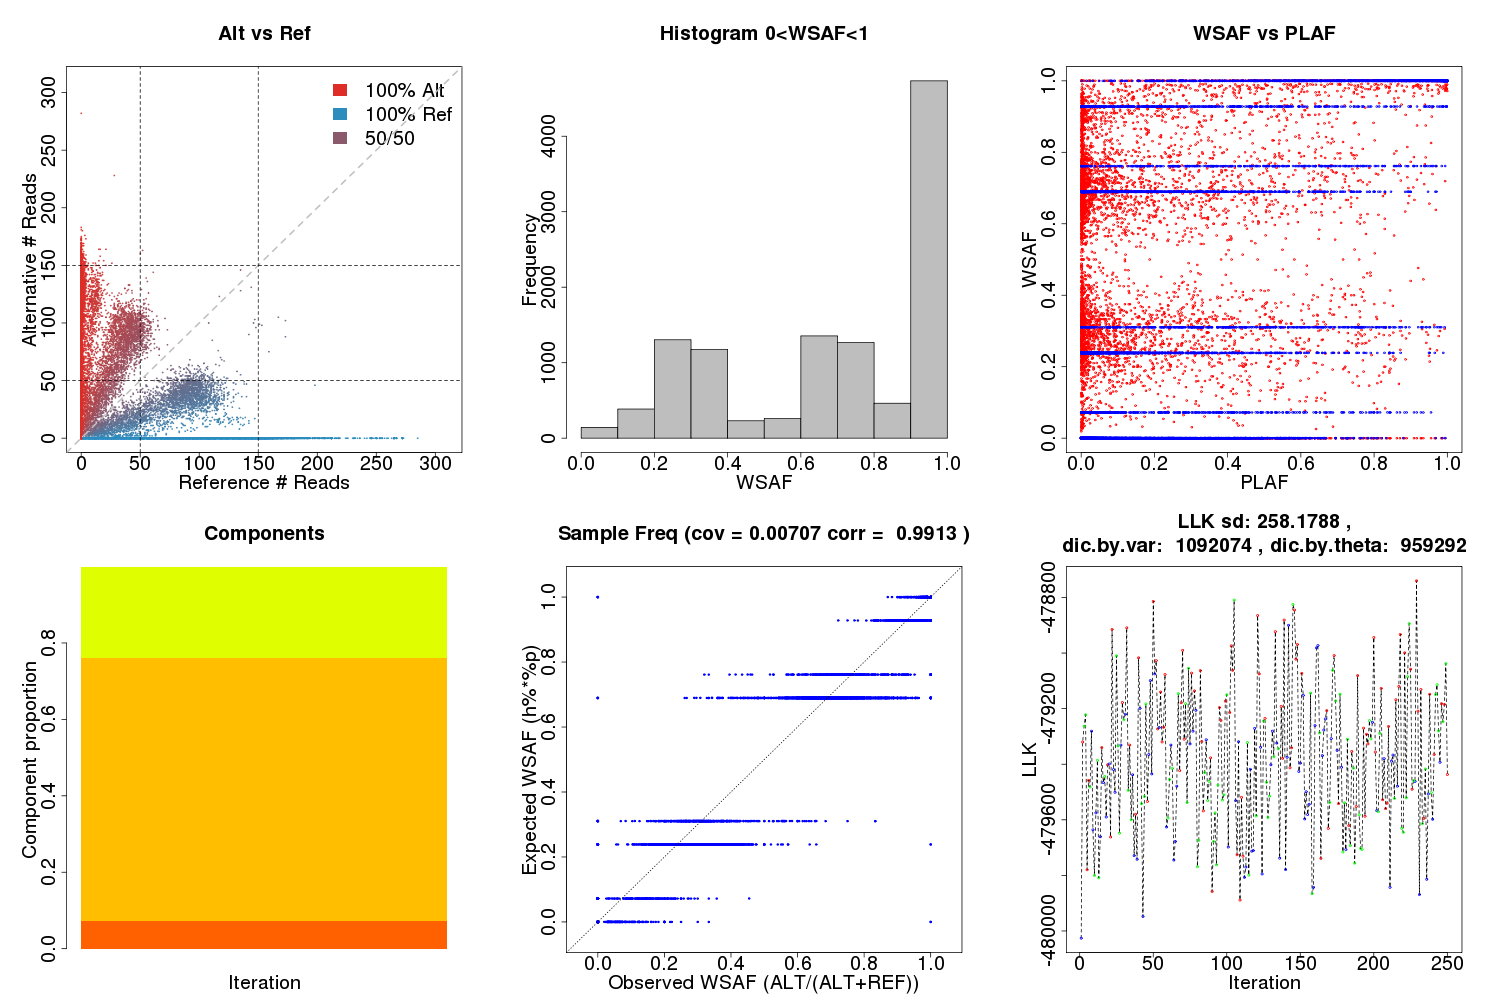 Alt vs Ref
300
250
200
150
100
50
0
Alternative # Reads
100% Alt
100% Ref
50/50
0 50 100 150 200 250 300
Reference # Reads
Histogram 0<WSAF<1
4000
3000
2000
1000
0
Frequency
0.0 0.2 0.4 0.6 0.8 1.0
WSAF
WSAF vs PLAF
1.0
0.8
0.6
0.4
0.2
0.0
WSAF
0.0 0.2 0.4 0.6 0.8 1.0
PLAF
Components
0.8
0.6
0.4
0.2
0.0
Component proportion
Iteration
Sample Freq (cov = 0.00707 corr = 0.9913 )
1.0
0.8
0.6
0.4
0.2
0.0
Expected WSAF (h%*%p)
0.0 0.2 0.4 0.6 0.8 1.0
Observed WSAF (ALT/(ALT+REF))
LLK sd: 258.1788 ,
dic.by.var: 1092074 , dic.by.theta: 959292
-478800
-479200
-479600
-480000
LLK
0 50 100 150 200 250
Iteration